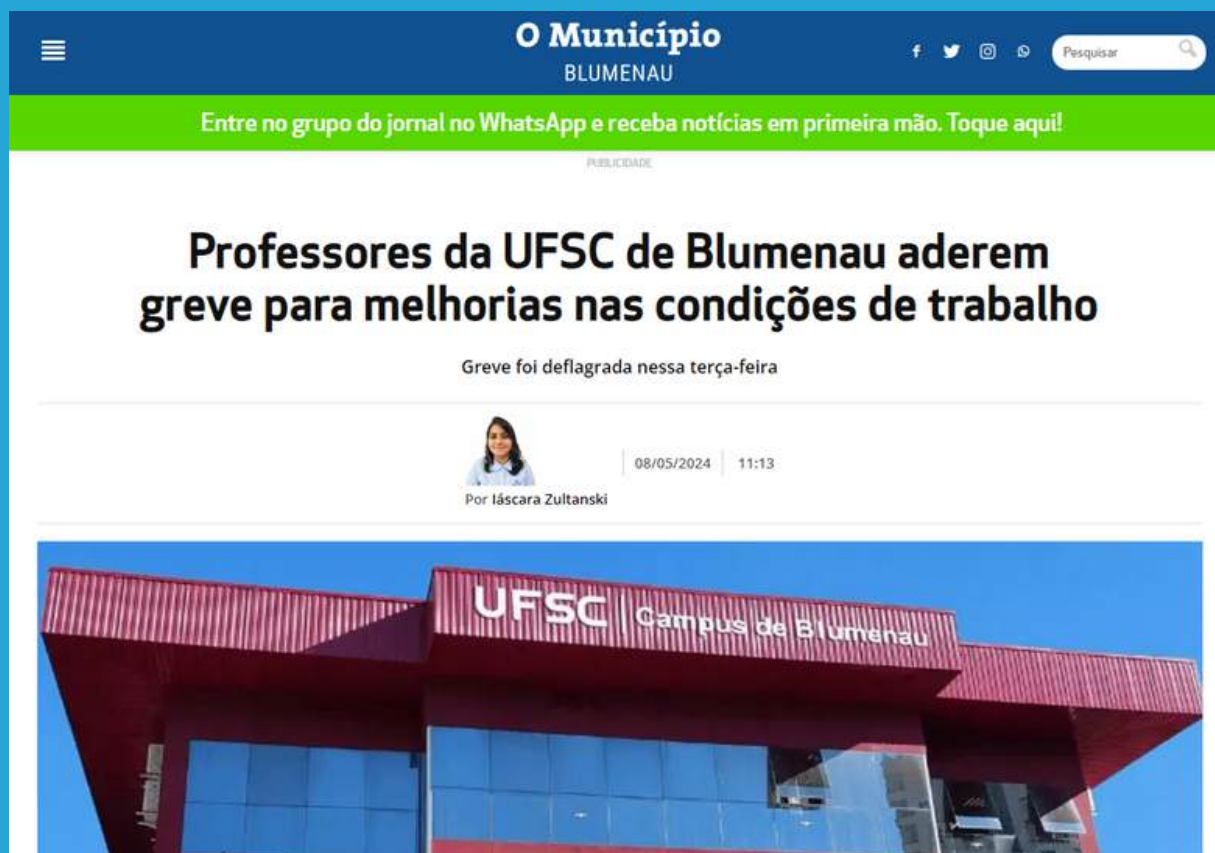 O Município
BLUMENAU
Pesquisar
Entre no grupo do jornal no WhatsApp e receba notícias em primeira mão. Toque aqui!
PUBLICIDADE
Professores da UFSC de Blumenau aderem
greve para melhorias nas condições de trabalho
Greve foi deflagrada nessa terça-feira
08/05/2024 11:13
Por Iáscara Zultanski
UFSC | Campus de Blumenau